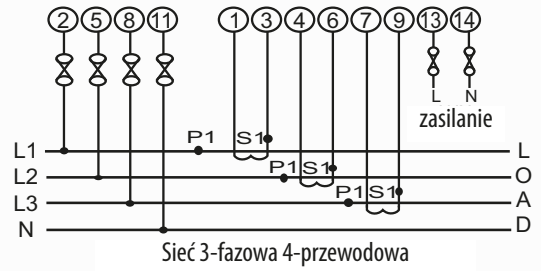 2 5 8 11 1 3 4 6 7 9 13 14
L N
zasilanie
P1 S1
L1 L
P1 S1
L2 O
P1 S1
L3 A
N D
Sieć 3-fazowa 4-przewodowa